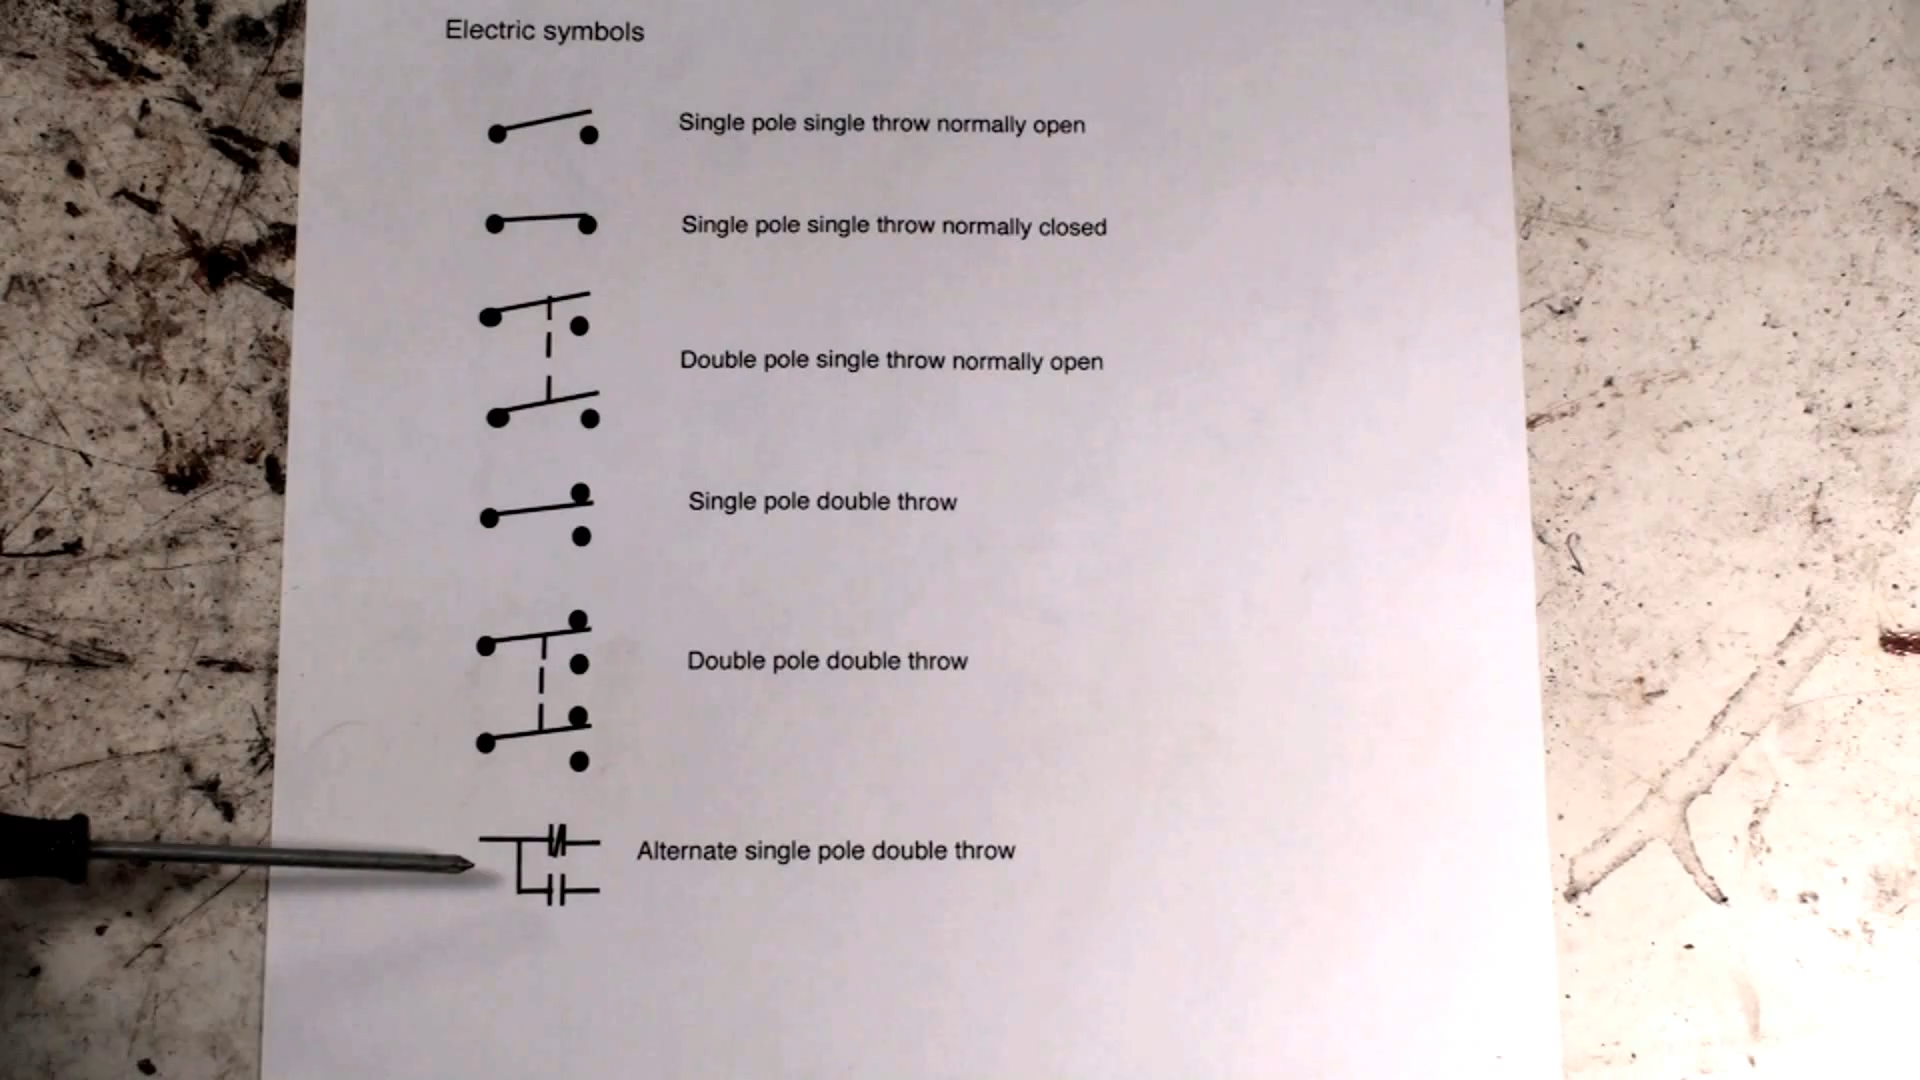 Electric symbols
Single pole single throw normally open
Single pole single throw normally closed
Double pole single throw normally open
Single pole double throw
Double pole double throw
Alternate single pole double throw